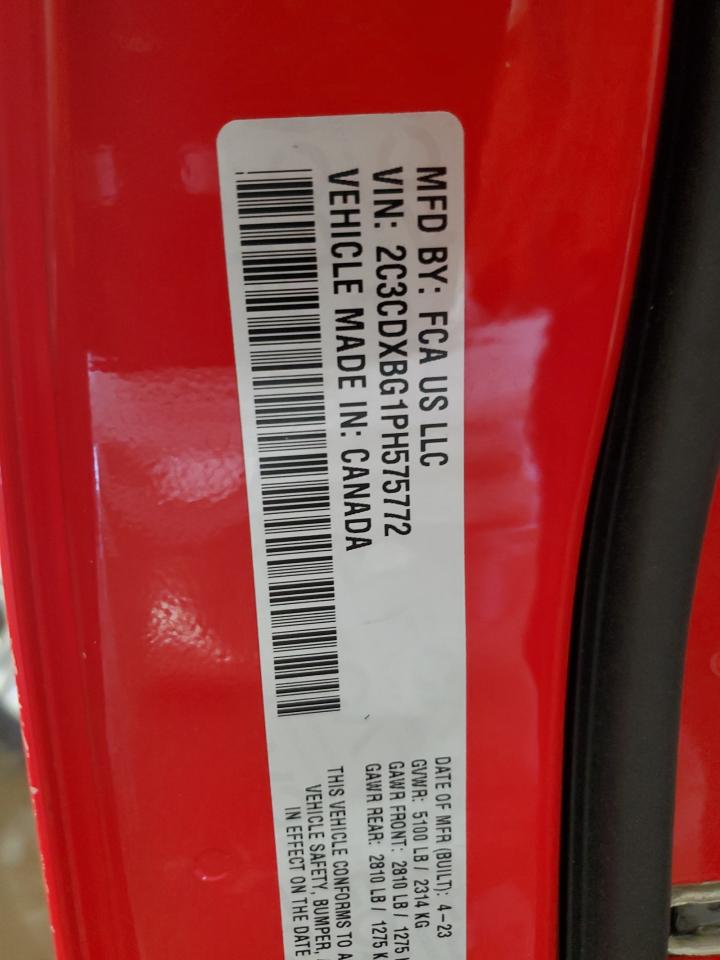 MFD BY: FCA US LLC
VIN: 2C3CDXBG1PH575772
VEHICLE MADE IN: CANADA
DATE OF MFR (BUILT): 4-23
GVWR: 5100 LB / 2314 KG
GAWR FRONT: 2810 LB / 1275
GAWR REAR: 2810 LB / 1275 K
THIS VEHICLE CONFORMS TO A
VEHICLE SAFETY, BUMPER,
IN EFFECT ON THE DATE